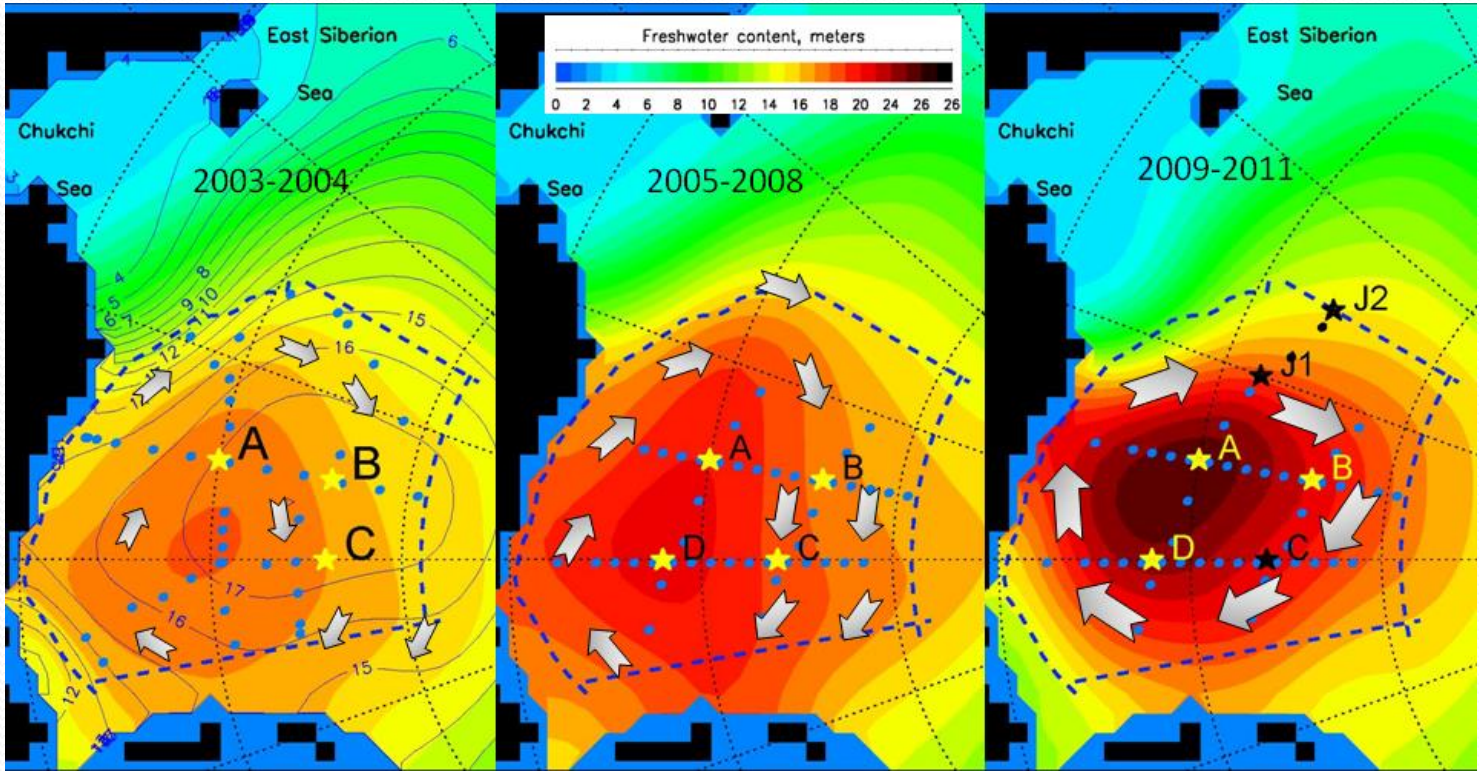 East Siberian
Sea
Chukchi
Sea
2003-2004
4
6
4
5
6
7
8
9
10
11
12
15
16
17
16
15
12
A
B
C
Freshwater content, meters
0 2 4 6 8 10 12 14 16 18 20 22 24 26
Chukchi
Sea
2005-2008
A
B
D
C
East Siberian
Sea
Chukchi
Sea
2009-2011
J2
J1
A
B
D
C